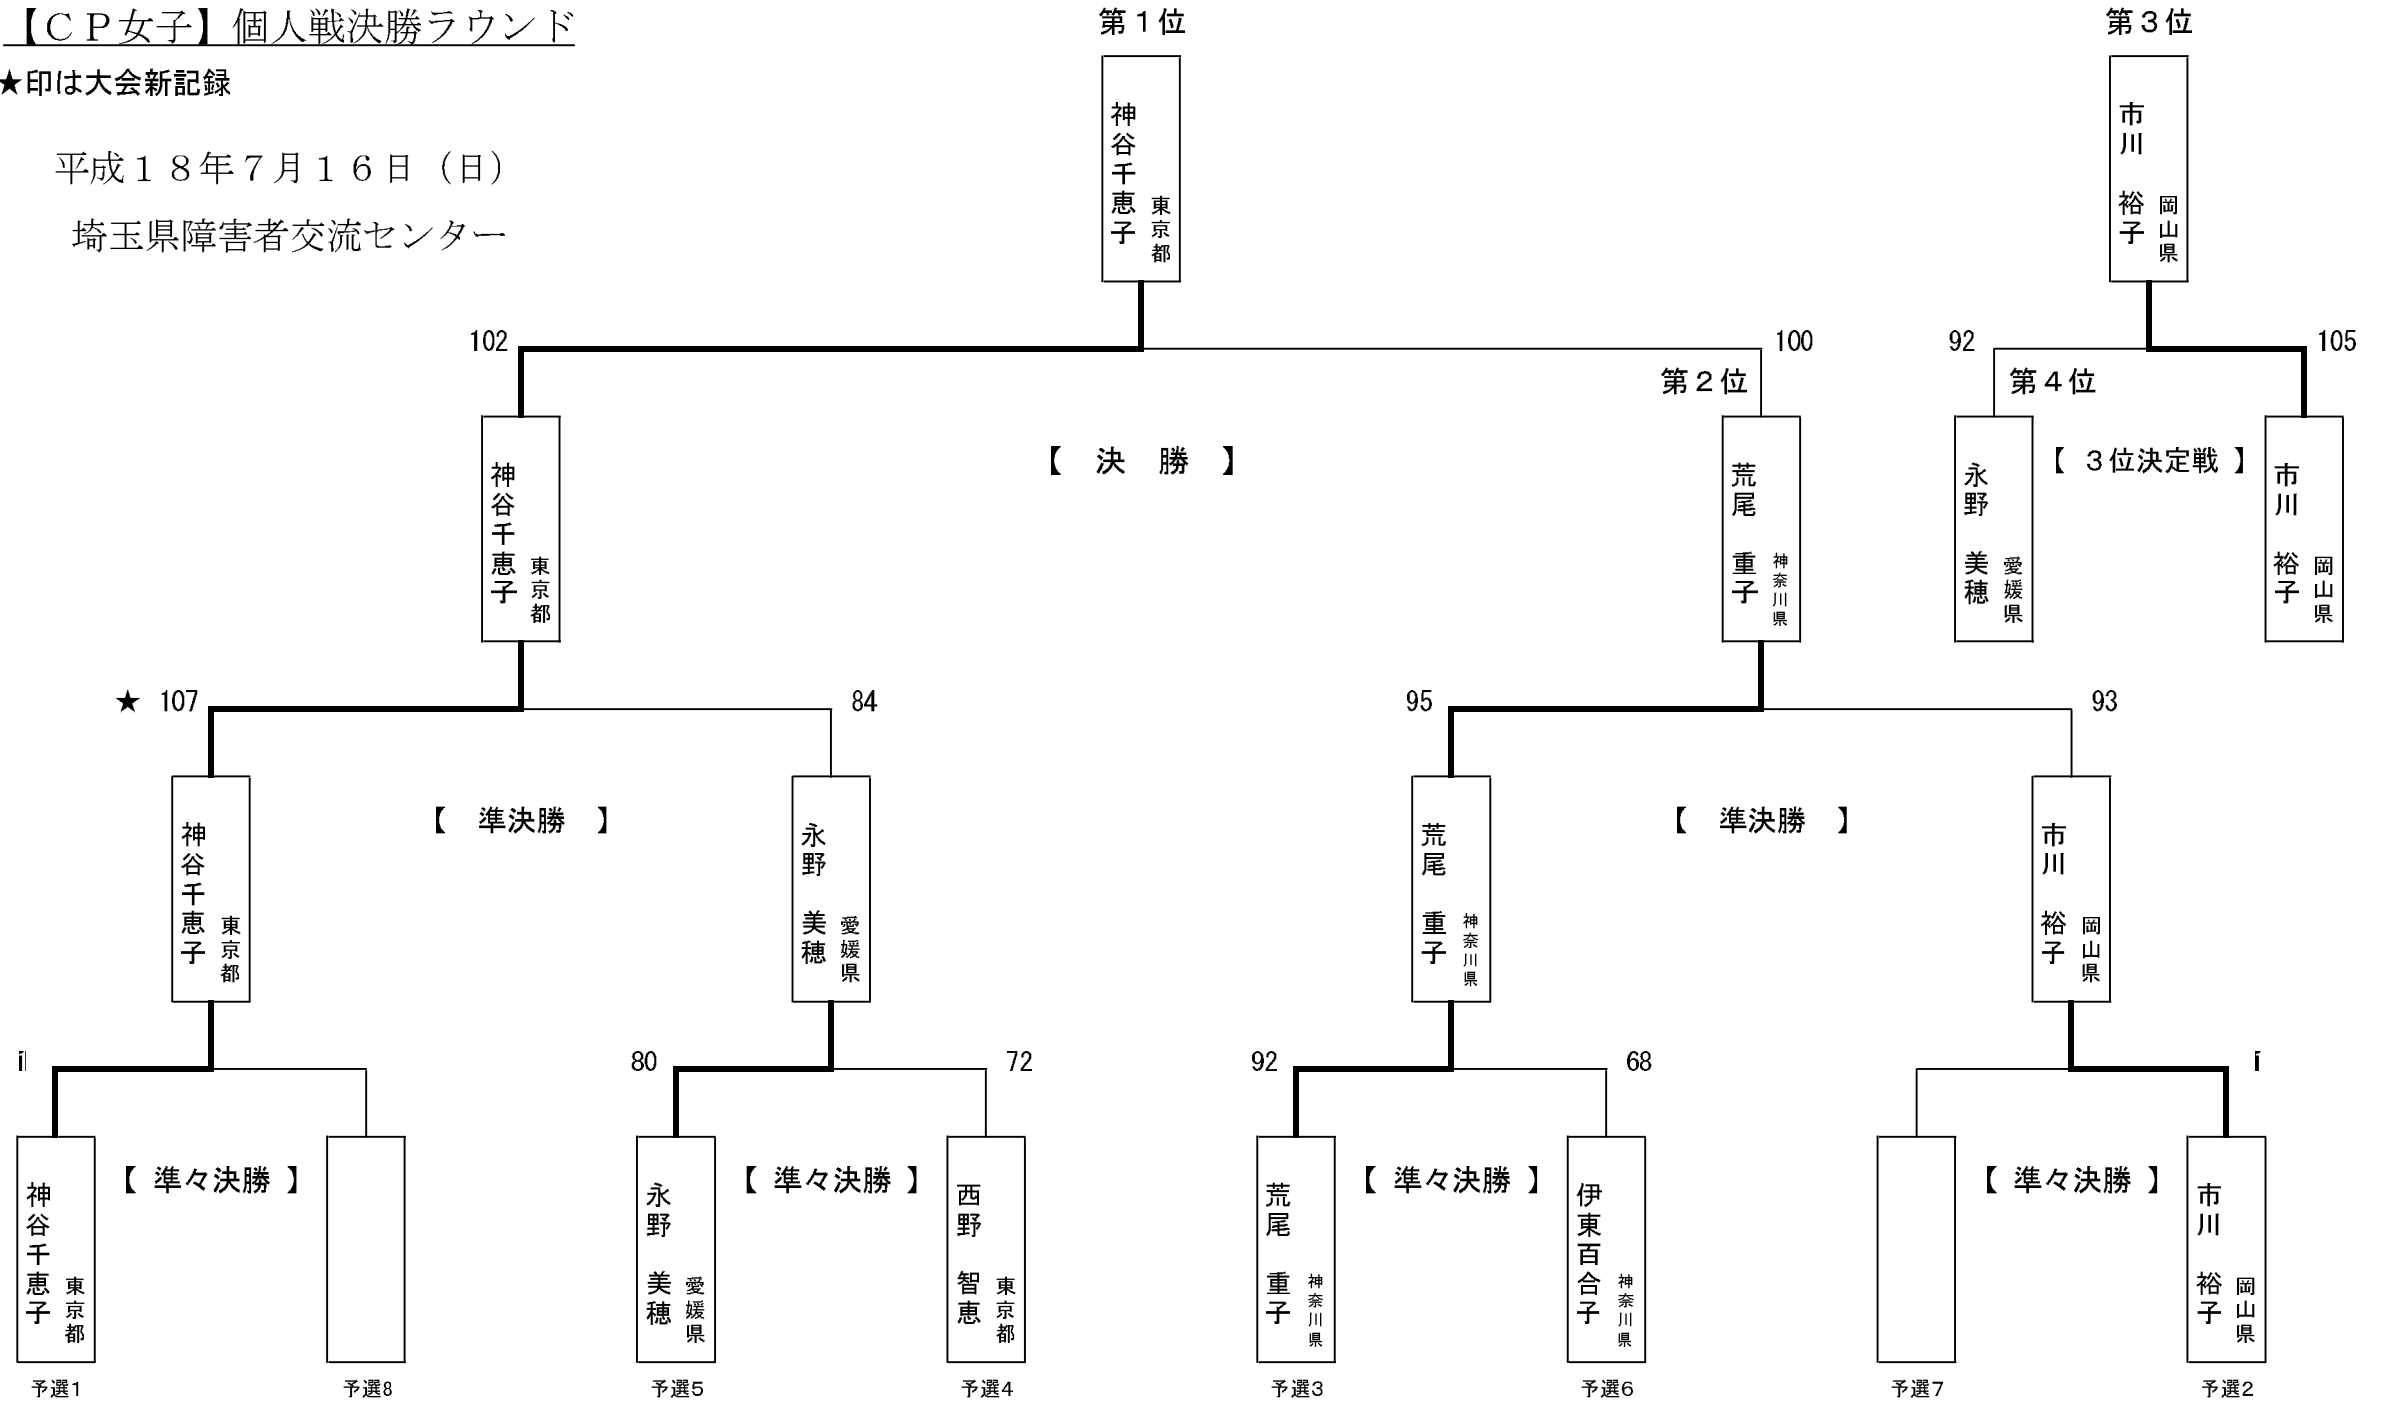 【ＣＰ女子】個人戦決勝ラウンド
★印は大会新記録
平成１８年７月１６日（日）
埼玉県障害者交流センター
第１位
神谷千恵子 東京都
第３位
市川　裕子 岡山県
102
100
92
105
第２位
第４位
神谷千恵子 東京都
【　決　勝　】
荒尾　重子 神奈川県
永野　美穂 愛媛県
【 ３位決定戦 】
市川　裕子 岡山県
★ 107
84
95
93
神谷千恵子 東京都
【　準決勝　】
永野　美穂 愛媛県
荒尾　重子 神奈川県
【　準決勝　】
市川　裕子 岡山県
80
72
92
68
神谷千恵子 東京都
【 準々決勝 】
永野　美穂 愛媛県
【 準々決勝 】
西野　智恵 東京都
荒尾　重子 神奈川県
【 準々決勝 】
伊東百合子 神奈川県
【 準々決勝 】
市川　裕子 岡山県
予選1
予選8
予選5
予選4
予選3
予選6
予選7
予選2